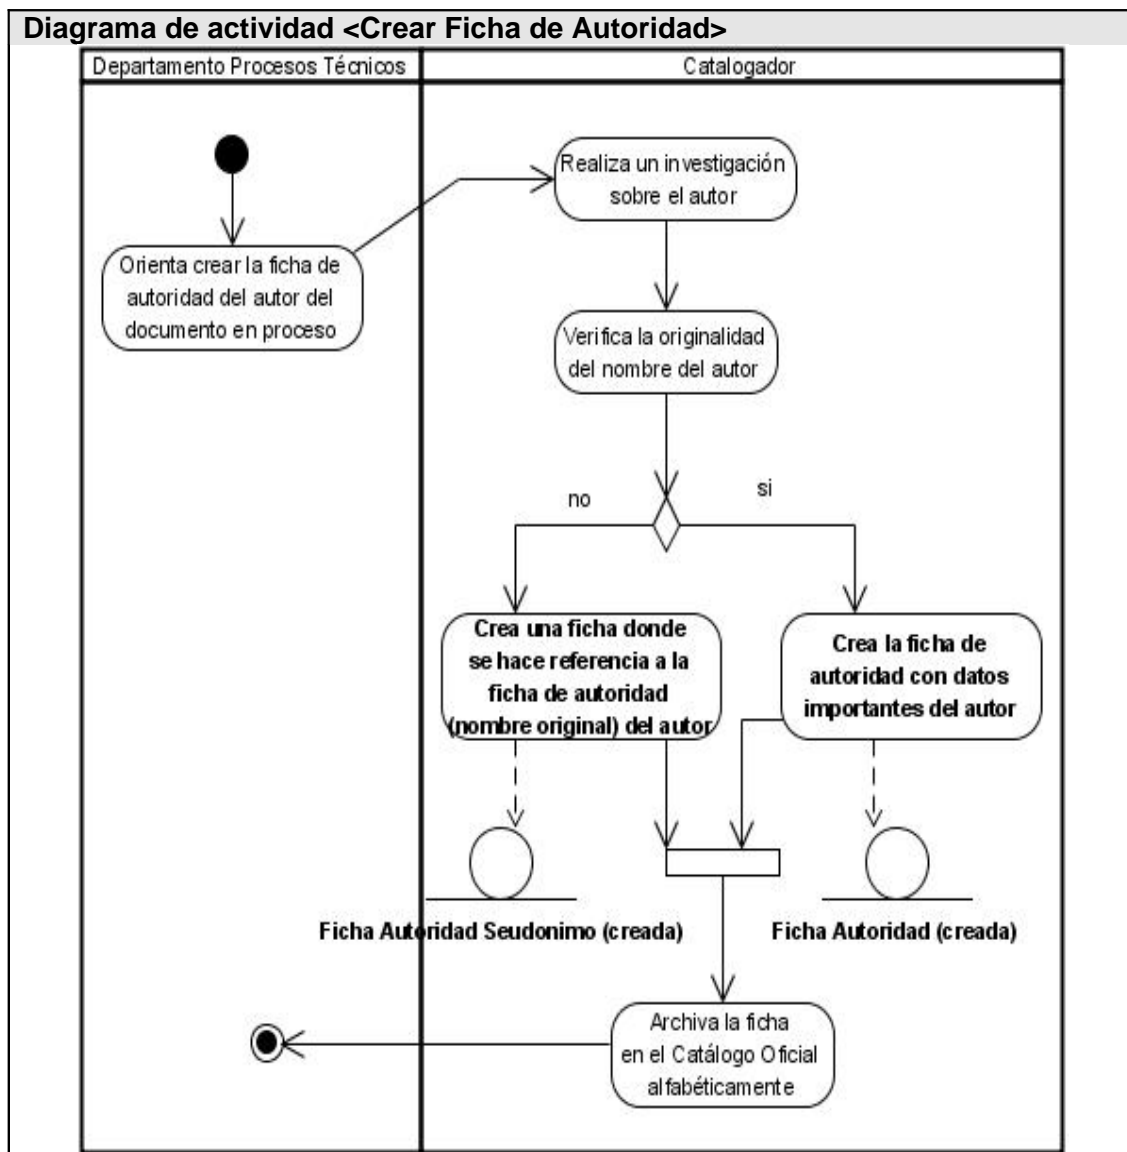 Diagrama de actividad <Crear Ficha de Autoridad>
Departamento Procesos Técnicos
Catalogador
Realiza un investigación
sobre el autor
Orienta crear la ficha de
autoridad del autor del
documento en proceso
Verifica la originalidad
del nombre del autor
no
si
Crea una ficha donde
se hace referencia a la
ficha de autoridad
(nombre original) del autor
Crea la ficha de
autoridad con datos
importantes del autor
Ficha Autoridad Seudonimo (creada)
Ficha Autoridad (creada)
Archiva la ficha
en el Catálogo Oficial
alfabéticamente